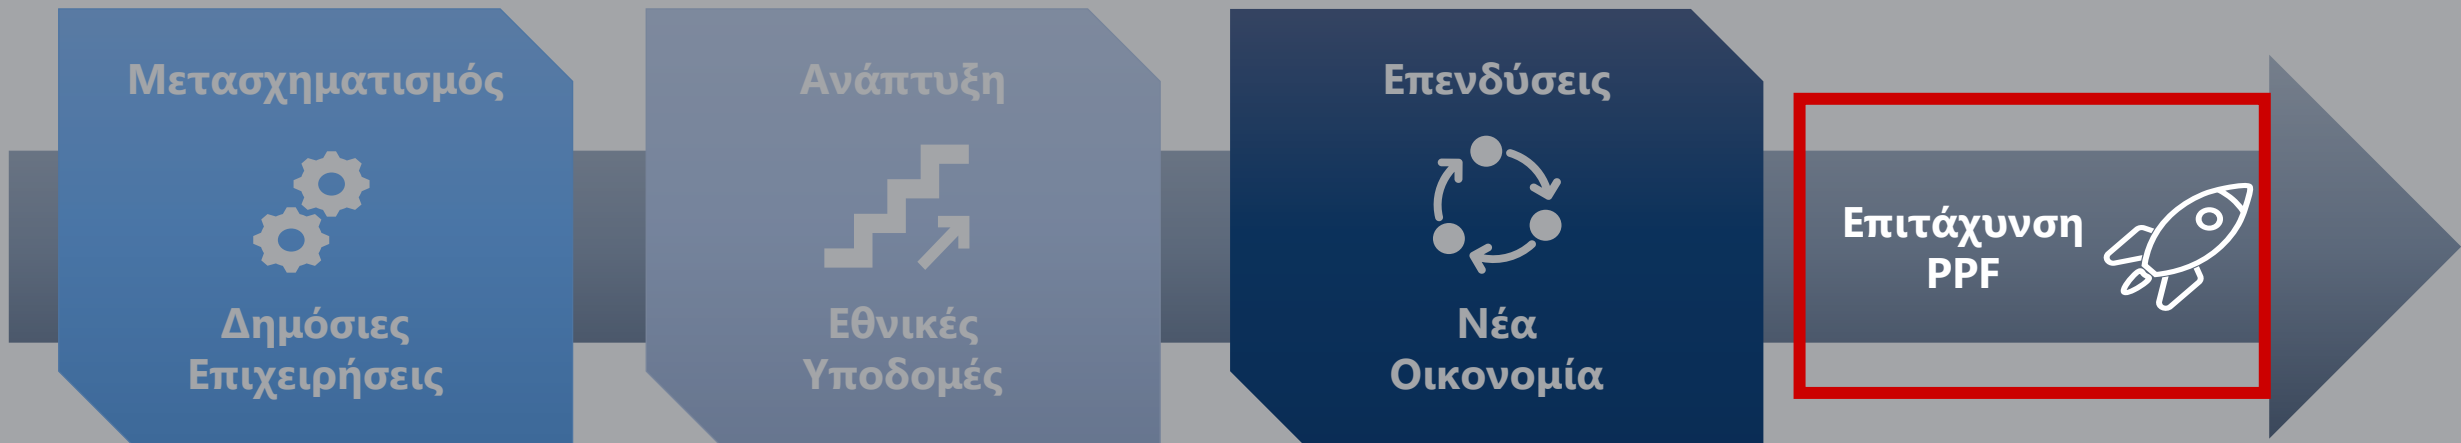 Μετασχηματισμός
Δημόσιες
Επιχειρήσεις
Ανάπτυξη
Εθνικές
Υποδομές
Επενδύσεις
Νέα
Οικονομία
Επιτάχυνση
PPF